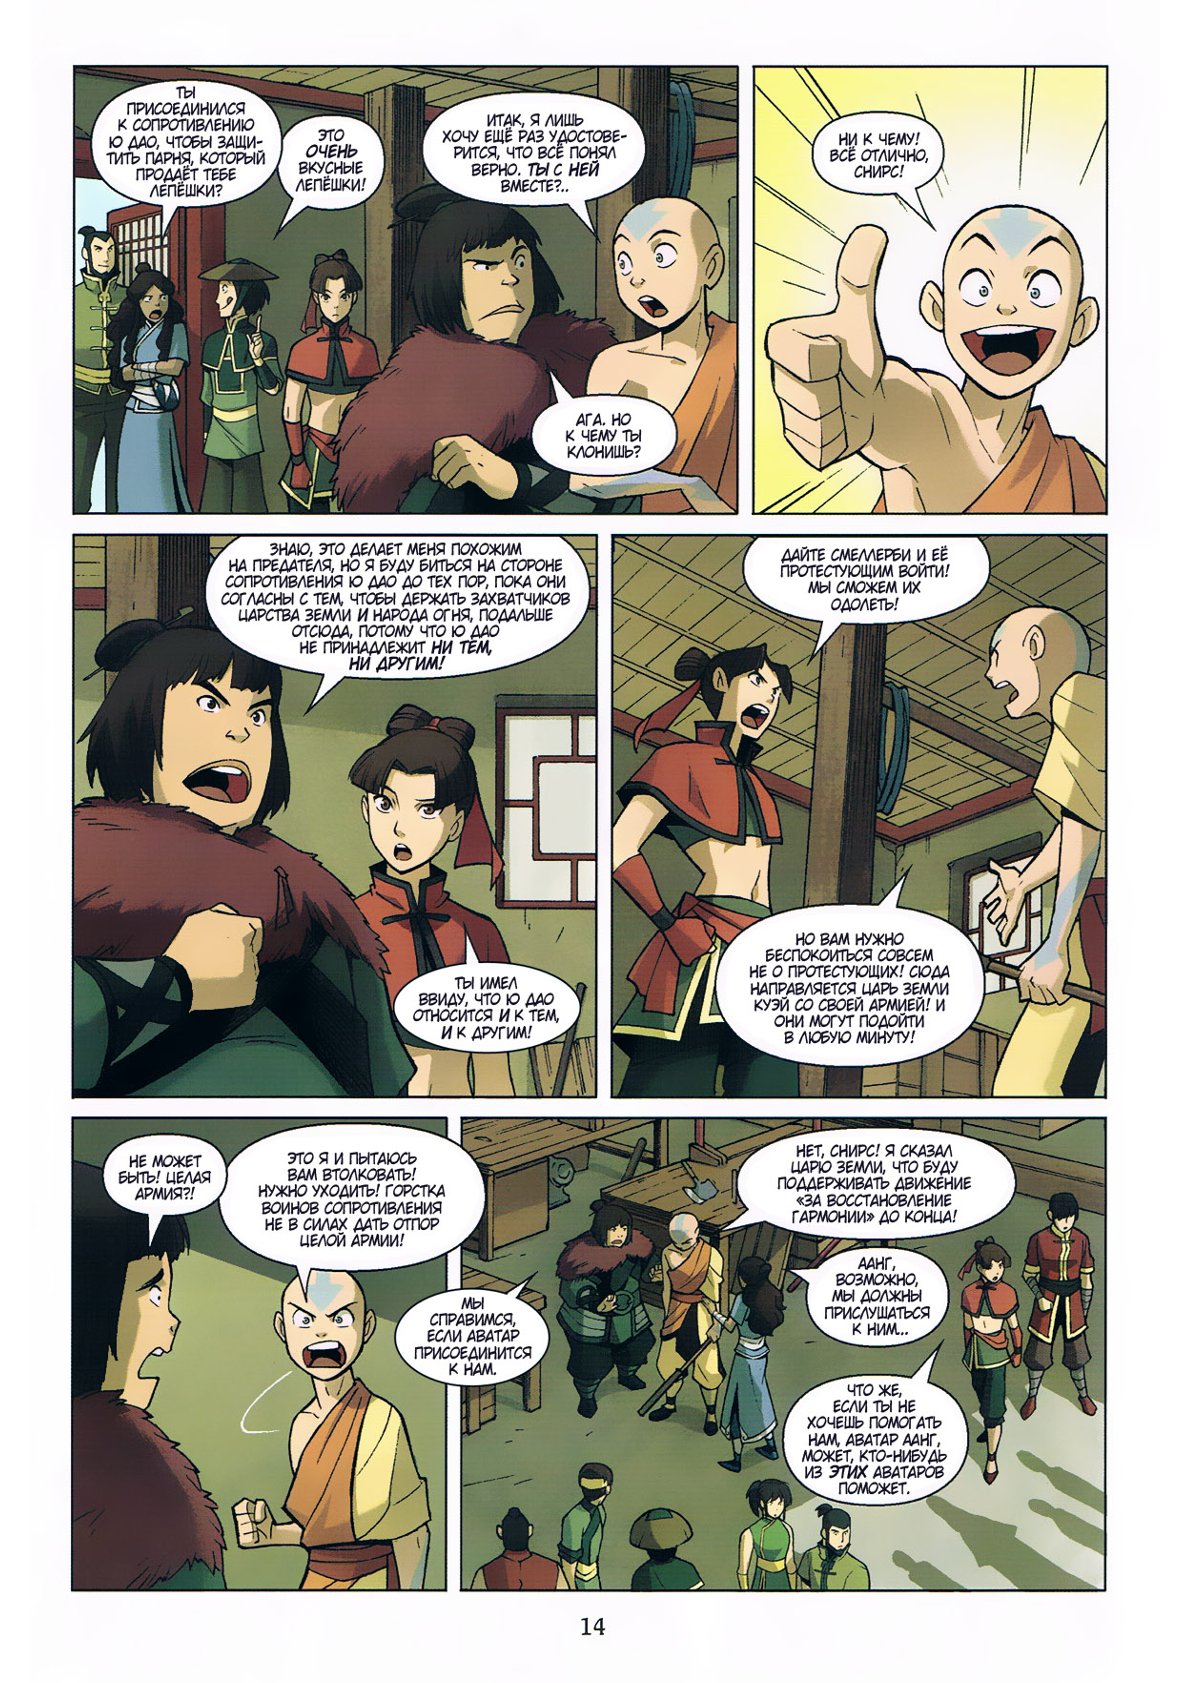 ТЫ
ПРИСОЕДИНИЛСЯ
К СОПРОТИВЛЕНИЮ
Ю ДАО, ЧТОБЫ ЗАЩИ-
ТИТЬ ПАРНЯ, КОТОРЫЙ
ПРОДАЁТ ТЕБЕ
ЛЕПЁШКИ?
ЭТО
ОЧЕНЬ
ВКУСНЫЕ
ЛЕПЁШКИ!
ИТАК, Я ЛИШЬ
ХОЧУ ЕЩЁ РАЗ УДОСТОВЕ-
РИТСЯ, ЧТО ВСЁ ПОНЯЛ
ВЕРНО. ТЫ С НЕЙ
ВМЕСТЕ?..
АГА. НО
К ЧЕМУ ТЫ
КЛОНИШЬ?
НИ К ЧЕМУ!
ВСЁ ОТЛИЧНО,
СНИРС!
ЗНАЮ, ЭТО ДЕЛАЕТ МЕНЯ ПОХОЖИМ
НА ПРЕДАТЕЛЯ, НО Я БУДУ БИТЬСЯ НА СТОРОНЕ
СОПРОТИВЛЕНИЯ Ю ДАО ДО ТЕХ ПОР, ПОКА ОНИ
СОГЛАСНЫ С ТЕМ, ЧТОБЫ ДЕРЖАТЬ ЗАХВАТЧИКОВ
ЦАРСТВА ЗЕМЛИ И НАРОДА ОГНЯ, ПОДАЛЬШЕ
ОТСЮДА, ПОТОМУ ЧТО Ю ДАО
НЕ ПРИНАДЛЕЖИТ НИ ТЕМ,
НИ ДРУГИМ!
ТЫ ИМЕЛ
ВВИДУ, ЧТО Ю ДАО
ОТНОСИТСЯ И К ТЕМ,
И К ДРУГИМ!
ДАЙТЕ СМЕЛЛЕРБИ И ЕЁ
ПРОТЕСТУЮЩИМ ВОЙТИ!
МЫ СМОЖЕМ ИХ
ОДОЛЕТЬ!
НО ВАМ НУЖНО
БЕСПОКОИТЬСЯ СОВСЕМ
НЕ О ПРОТЕСТУЮЩИХ! СЮДА
НАПРАВЛЯЕТСЯ ЦАРЬ ЗЕМЛИ
КУЭЙ СО СВОЕЙ АРМИЕЙ! И
ОНИ МОГУТ ПОДОЙТИ
В ЛЮБУЮ МИНУТУ!
НЕ МОЖЕТ
БЫТЬ! ЦЕЛАЯ
АРМИЯ?!
ЭТО Я И ПЫТАЮСЬ
ВАМ ВТОЛКОВАТЬ!
НУЖНО УХОДИТЬ! ГОРСТКА
ВОИНОВ СОПРОТИВЛЕНИЯ
НЕ В СИЛАХ ДАТЬ ОТПОР
ЦЕЛОЙ АРМИИ!
МЫ
СПРАВИМСЯ,
ЕСЛИ АВАТАР
ПРИСОЕДИНИТСЯ
К НАМ.
НЕТ, СНИРС! Я СКАЗАЛ
ЦАРЮ ЗЕМЛИ, ЧТО БУДУ
ПОДДЕРЖИВАТЬ ДВИЖЕНИЕ
«ЗА ВОССТАНОВЛЕНИЕ
ГАРМОНИИ» ДО КОНЦА!
ААНГ,
ВОЗМОЖНО,
МЫ ДОЛЖНЫ
ПРИСЛУШАТЬСЯ
К НИМ...
ЧТО ЖЕ,
ЕСЛИ ТЫ НЕ
ХОЧЕШЬ ПОМОГАТЬ
НАМ, АВАТАР ААНГ,
МОЖЕТ, КТО-НИБУДЬ
ИЗ ЭТИХ АВАТАРОВ
ПОМОЖЕТ.
14